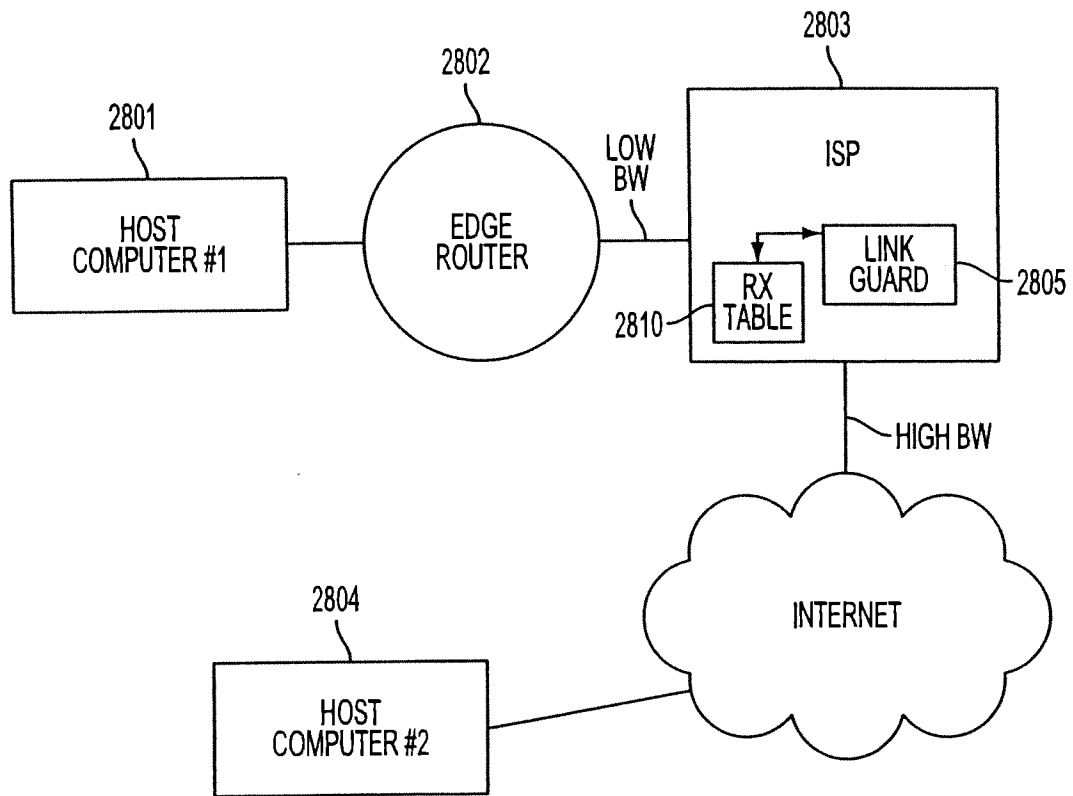 2803
2802
2801
LOW
BW
ISP
HOST
COMPUTER #1
EDGE
ROUTER
LINK
GUARD
2805
RX
TABLE
2810
HIGH BW
2804
INTERNET
HOST
COMPUTER #2